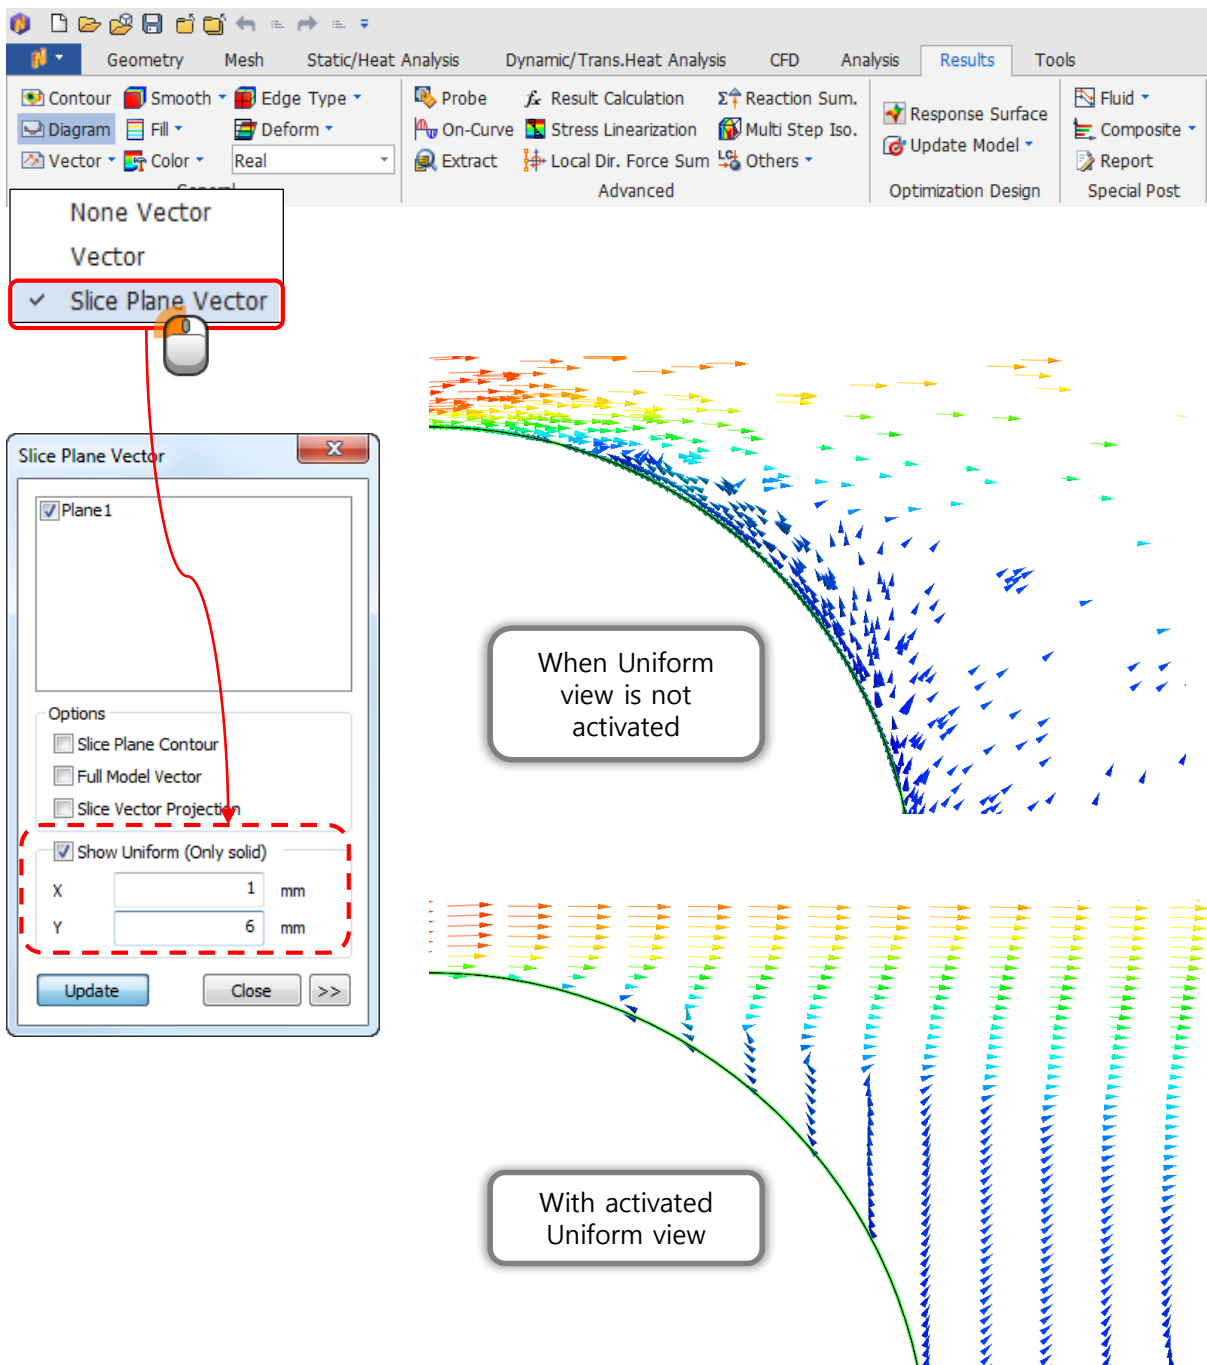 Geometry Mesh Static/Heat Analysis Dynamic/Trans.Heat Analysis CFD Analysis Results Tools
Contour Smooth Edge Type Probe fx Result Calculation Σ Reaction Sum. Response Surface Fluid
Diagram Fill Deform On-Curve Stress Linearization Multi Step Iso. Update Model Composite
Vector Color Real Extract Local Dir. Force Sum LCL Others Report
Advanced Optimization Design Special Post
None Vector
Vector
Slice Plane Vector
Slice Plane Vector
Plane1
Options
Slice Plane Contour
Full Model Vector
Slice Vector Projection
Show Uniform (Only solid)
X 1 mm
Y 6 mm
Update Close >>
When Uniform
view is not
activated
With activated
Uniform view